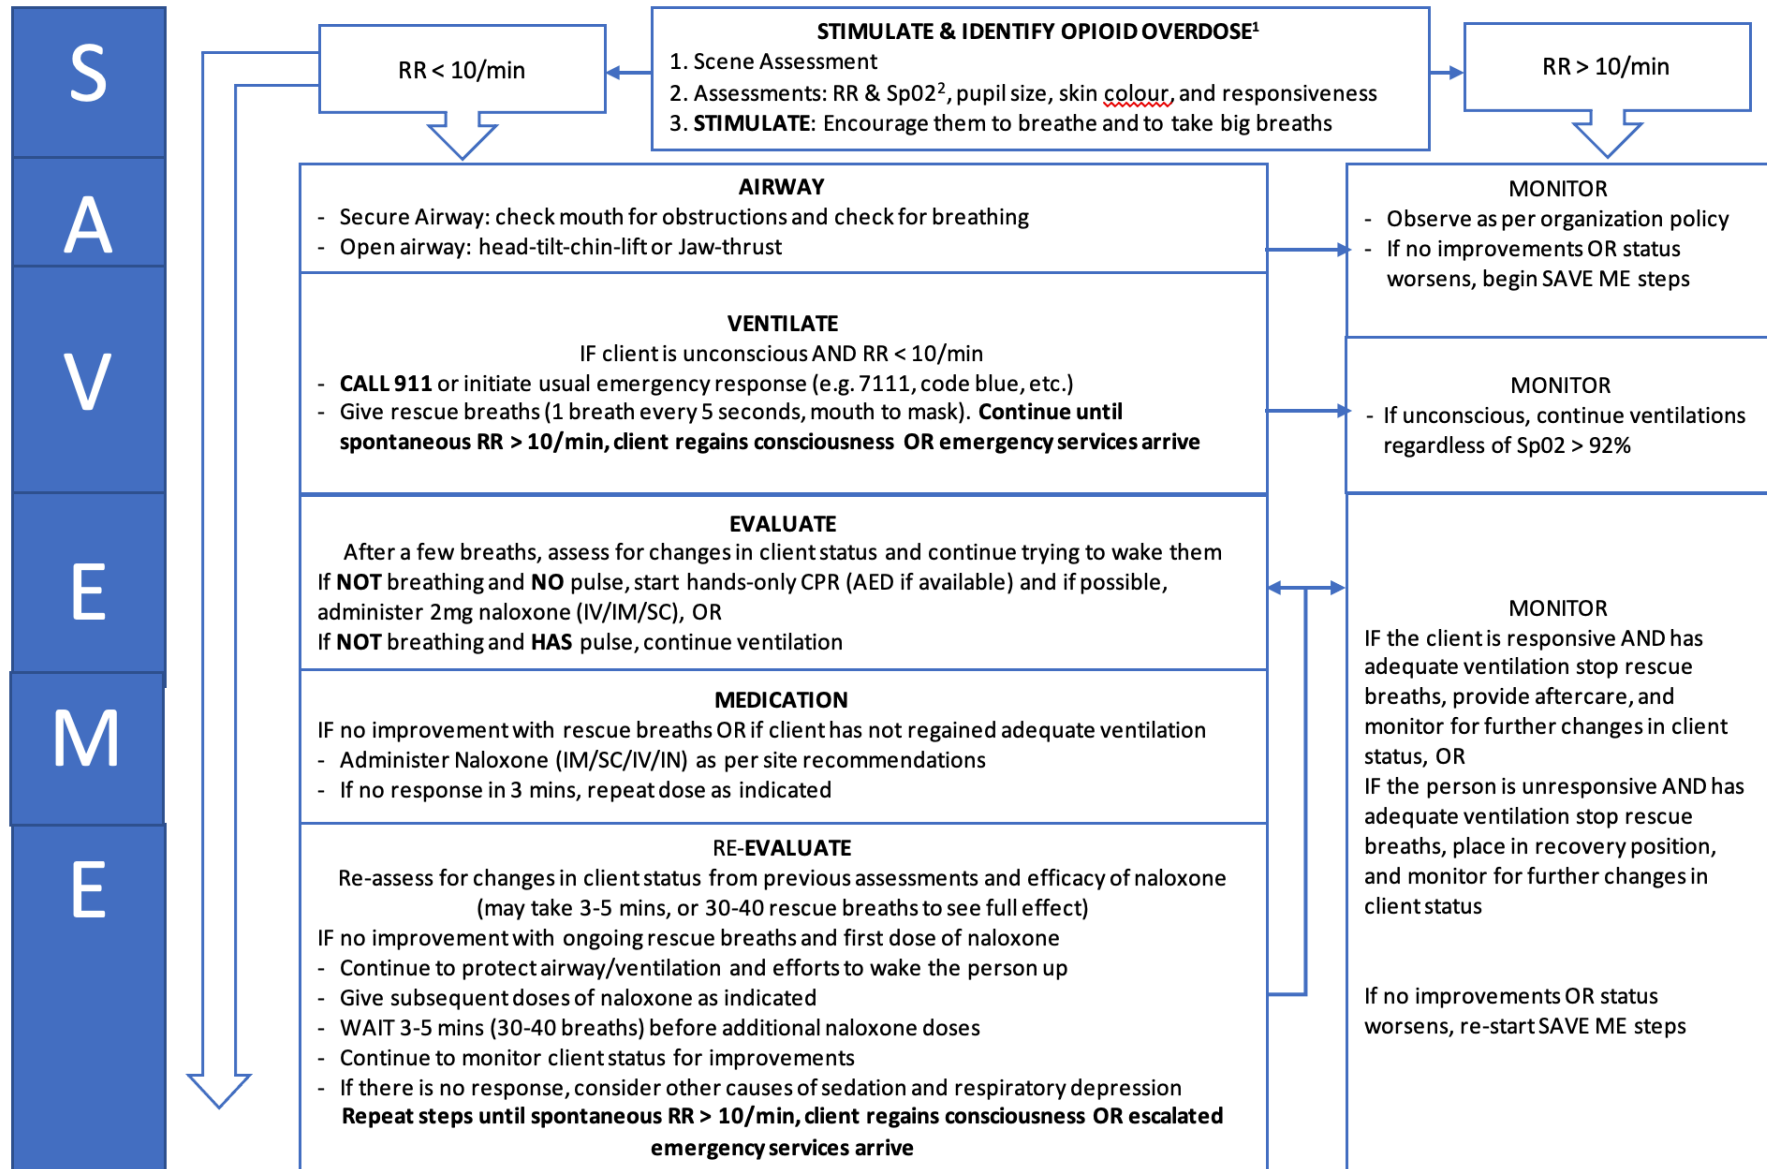 S
A
V
E
M
E
RR < 10/min
STIMULATE & IDENTIFY OPIOID OVERDOSE¹
1. Scene Assessment
2. Assessments: RR & Sp02², pupil size, skin colour, and responsiveness
3. STIMULATE: Encourage them to breathe and to take big breaths
RR > 10/min
AIRWAY
- Secure Airway: check mouth for obstructions and check for breathing
- Open airway: head-tilt-chin-lift or Jaw-thrust
MONITOR
- Observe as per organization policy
- If no improvements OR status
worsens, begin SAVE ME steps
VENTILATE
IF client is unconscious AND RR < 10/min
- CALL 911 or initiate usual emergency response (e.g. 7111, code blue, etc.)
- Give rescue breaths (1 breath every 5 seconds, mouth to mask). Continue until
spontaneous RR > 10/min, client regains consciousness OR emergency services arrive
MONITOR
- If unconscious, continue ventilations
regardless of Sp02 > 92%
EVALUATE
After a few breaths, assess for changes in client status and continue trying to wake them
If NOT breathing and NO pulse, start hands-only CPR (AED if available) and if possible,
administer 2mg naloxone (IV/IM/SC), OR
If NOT breathing and HAS pulse, continue ventilation
MEDICATION
IF no improvement with rescue breaths OR if client has not regained adequate ventilation
- Administer Naloxone (IM/SC/IV/IN) as per site recommendations
- If no response in 3 mins, repeat dose as indicated
RE-EVALUATE
Re-assess for changes in client status from previous assessments and efficacy of naloxone
(may take 3-5 mins, or 30-40 rescue breaths to see full effect)
IF no improvement with ongoing rescue breaths and first dose of naloxone
- Continue to protect airway/ventilation and efforts to wake the person up
- Give subsequent doses of naloxone as indicated
- WAIT 3-5 mins (30-40 breaths) before additional naloxone doses
- Continue to monitor client status for improvements
- If there is no response, consider other causes of sedation and respiratory depression
Repeat steps until spontaneous RR > 10/min, client regains consciousness OR escalated
emergency services arrive
MONITOR
IF the client is responsive AND has
adequate ventilation stop rescue
breaths, provide aftercare, and
monitor for further changes in client
status, OR
IF the person is unresponsive AND has
adequate ventilation stop rescue
breaths, place in recovery position,
and monitor for further changes in
client status
If no improvements OR status
worsens, re-start SAVE ME steps